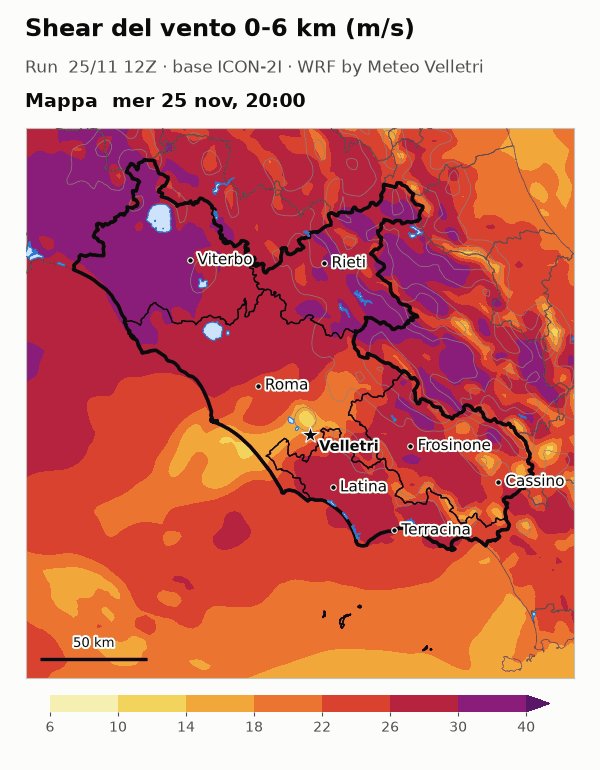 Shear del vento 0-6 km (m/s)
Run  25/11 12Z · base ICON-2I · WRF by Meteo Velletri
Mappa  mer 25 nov, 20:00
Viterbo
Rieti
Roma
Velletri
Frosinone
Latina
Cassino
Terracina
50 km
6 10 14 18 22 26 30 40